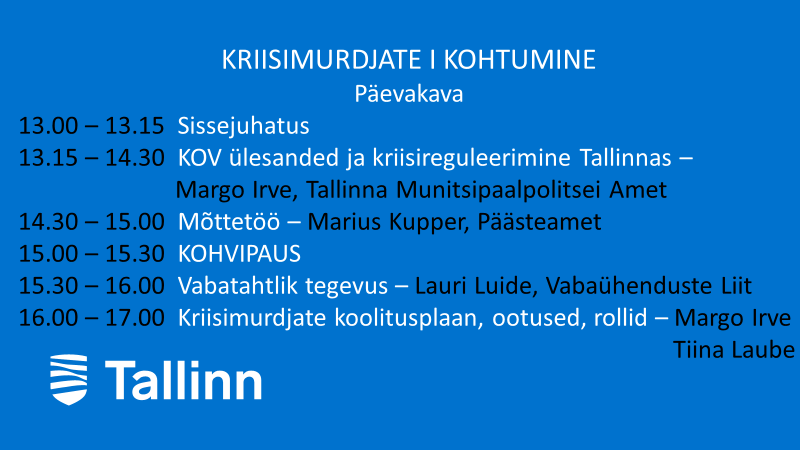 KRIISIMURDJATE I KOHTUMINE
Päevakava
13.00 – 13.15 Sissejuhatus
13.15 – 14.30 KOV ülesanded ja kriisireguleerimine Tallinnas –
Margo Irve, Tallinna Munitsipaalpolitsei Amet
14.30 – 15.00 Mõttetöö – Marius Kupper, Päästeamet
15.00 – 15.30 KOHVIPAUS
15.30 – 16.00 Vabatahtlik tegevus – Lauri Luide, Vabaühenduste Liit
16.00 – 17.00 Kriisimurdjate koolitusplaan, ootused, rollid – Margo Irve
Tiina Laube
Tallinn